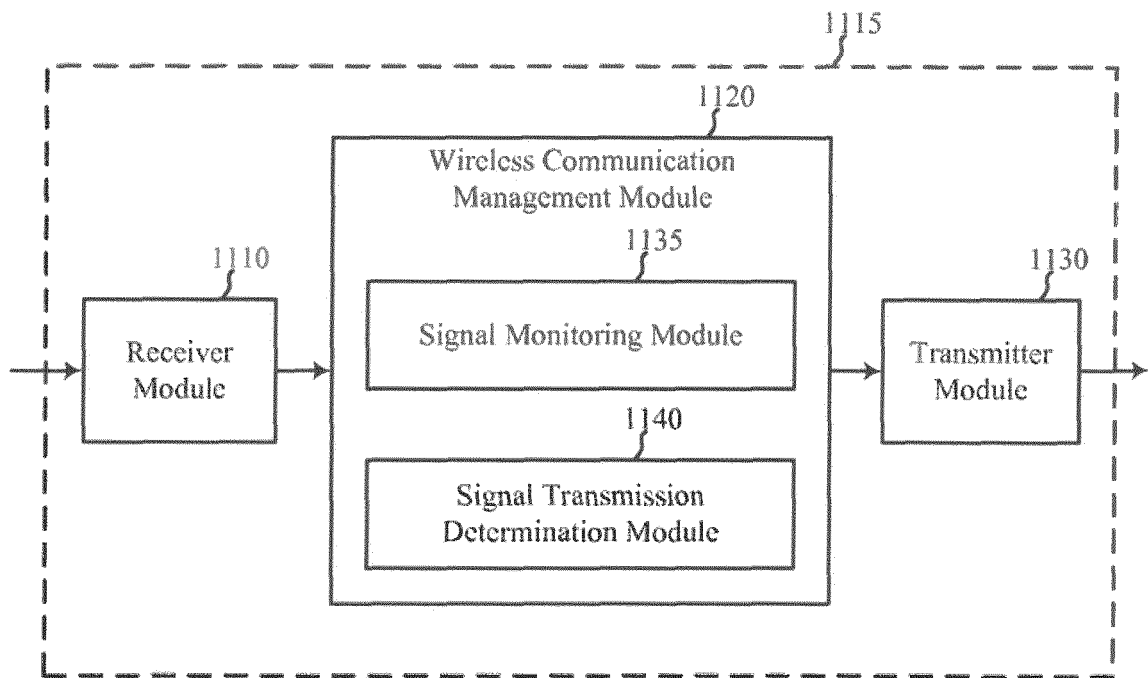 1115
1120
Wireless Communication
Management Module
1135
Signal Monitoring Module
1110
Receiver
Module
1130
Transmitter
Module
1140
Signal Transmission
Determination Module